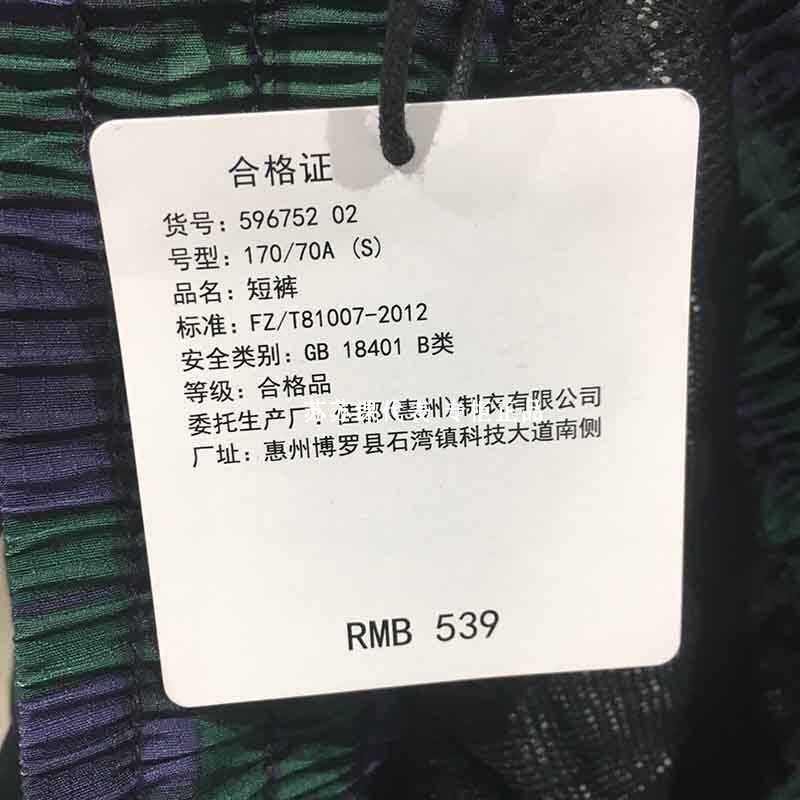 合格证
货号: 596752 02
号型: 170/70A (S)
品名: 短裤
标准: FZ/T81007-2012
安全类别: GB 18401 B类
等级: 合格品
委托生产厂: 都(惠州)制衣有限公司
厂址: 惠州博罗县石湾镇科技大道南侧
RMB 539